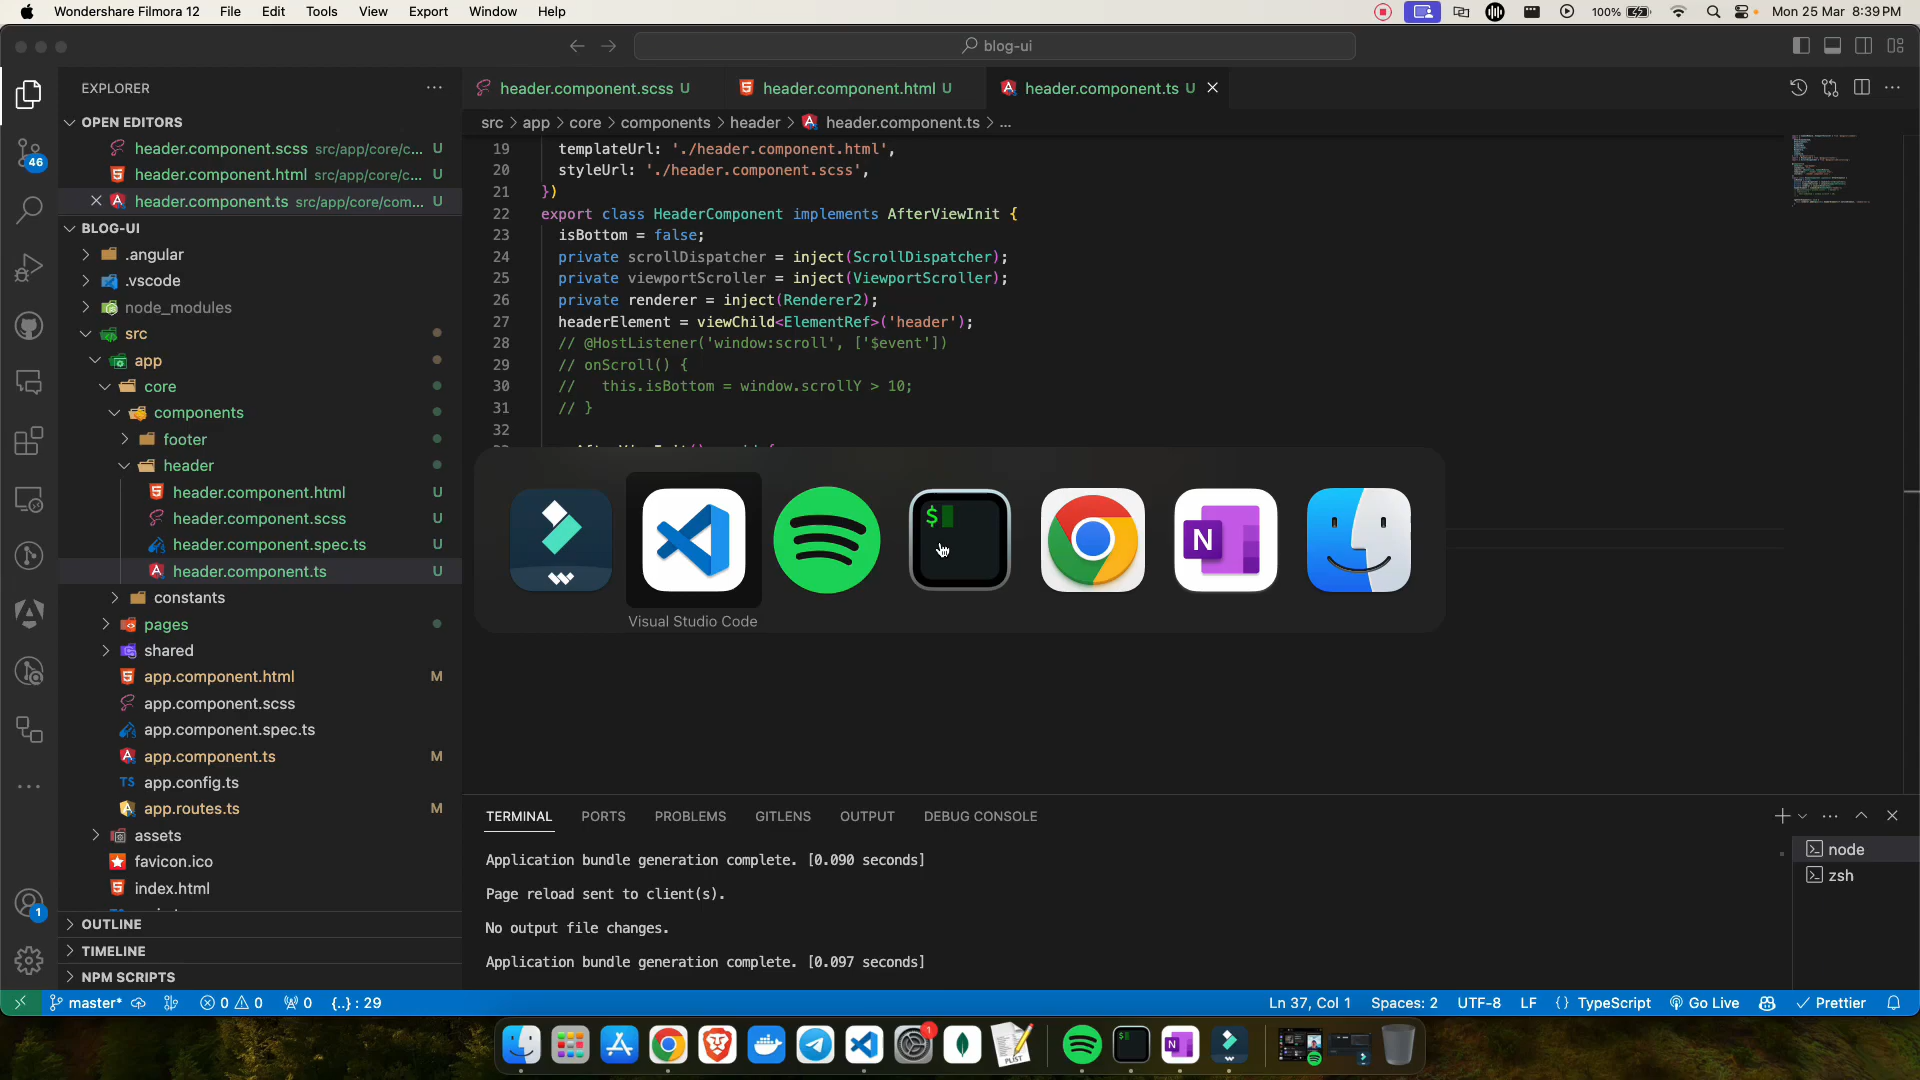 Wondershare Filmora 12 File Edit Tools View Export Window Help 100% Mon 25 Mar 8:39 PM
blog-ui
EXPLORER
header.component.scss U header.component.html U header.component.ts U
OPEN EDITORS
header.component.scss src/app/core/c... U
header.component.html src/app/core/c... U
header.component.ts src/app/core/com... U
BLOG-UI
.angular
.vscode
node_modules
src
app
core
components
footer
header
header.component.html U
header.component.scss U
header.component.spec.ts U
header.component.ts U
constants
pages
shared
app.component.html M
app.component.scss
app.component.spec.ts
app.component.ts M
app.config.ts
app.routes.ts M
assets
favicon.ico
index.html
OUTLINE
TIMELINE
NPM SCRIPTS
46
1
src > app > core > components > header > header.component.ts > ...
19 templateUrl: './header.component.html',
20 styleUrl: './header.component.scss',
21 })
22 export class HeaderComponent implements AfterViewInit {
23 isBottom = false;
24 private scrollDispatcher = inject(ScrollDispatcher);
25 private viewportScroller = inject(ViewportScroller);
26 private renderer = inject(Renderer2);
27 headerElement = viewChild<ElementRef>('header');
28 // @HostListener('window:scroll', ['$event'])
29 // onScroll() {
30 //   this.isBottom = window.scrollY > 10;
31 // }
32
$
N
Visual Studio Code
TERMINAL PORTS PROBLEMS GITLENS OUTPUT DEBUG CONSOLE
Application bundle generation complete. [0.090 seconds]
Page reload sent to client(s).
No output file changes.
Application bundle generation complete. [0.097 seconds]
node
zsh
master* 0 0 0 {..} : 29 Ln 37, Col 1 Spaces: 2 UTF-8 LF {} TypeScript Go Live Prettier
1